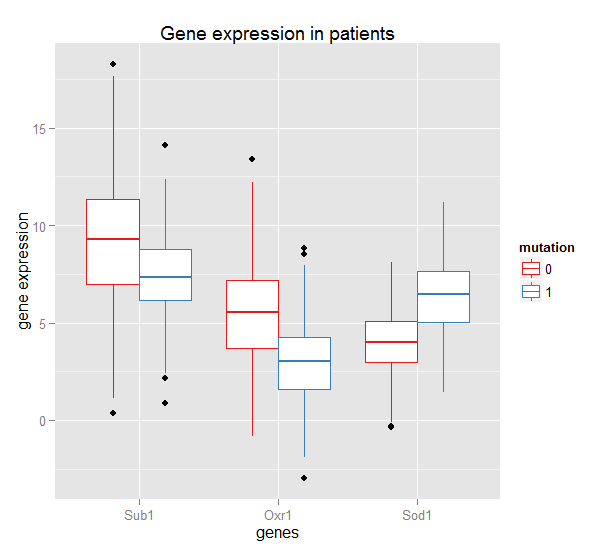 Gene expression in patients
gene expression
15
10
5
0
Sub1 Oxr1 Sod1
genes
mutation
0
1